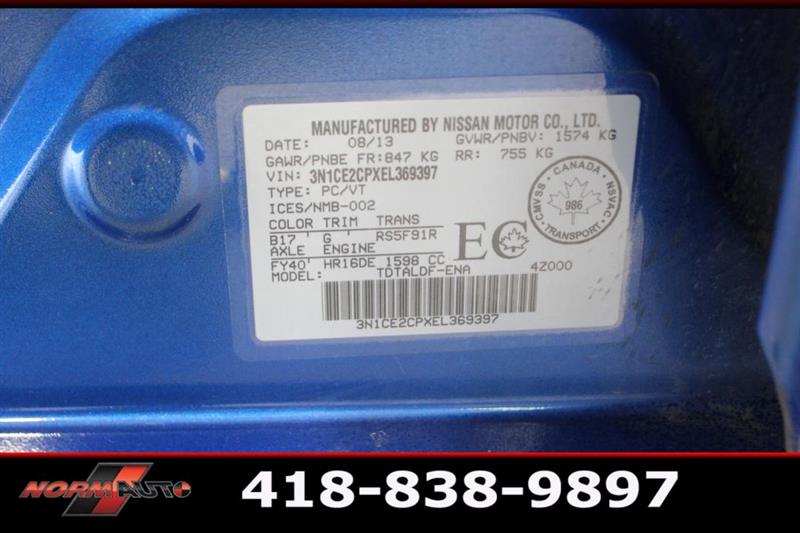 MANUFACTURED BY NISSAN MOTOR CO., LTD.
DATE: 08/13 GVWR/PNBV: 1574 KG
GAWR/PNBE FR: 847 KG RR: 755 KG
VIN: 3N1CE2CPXEL369397
TYPE: PC/VT
ICES/NMB-002
COLOR TRIM TRANS
B17 ' G RS5F91R
AXLE ENGINE
FY40' HR16DE 1598 CC
MODEL: TDTALDF-ENA 4Z000
EC
CANADA
CMVSS 986 NSVAC
TRANSPORT
3N1CE2CPXEL369397
NORMAUTO 418-838-9897